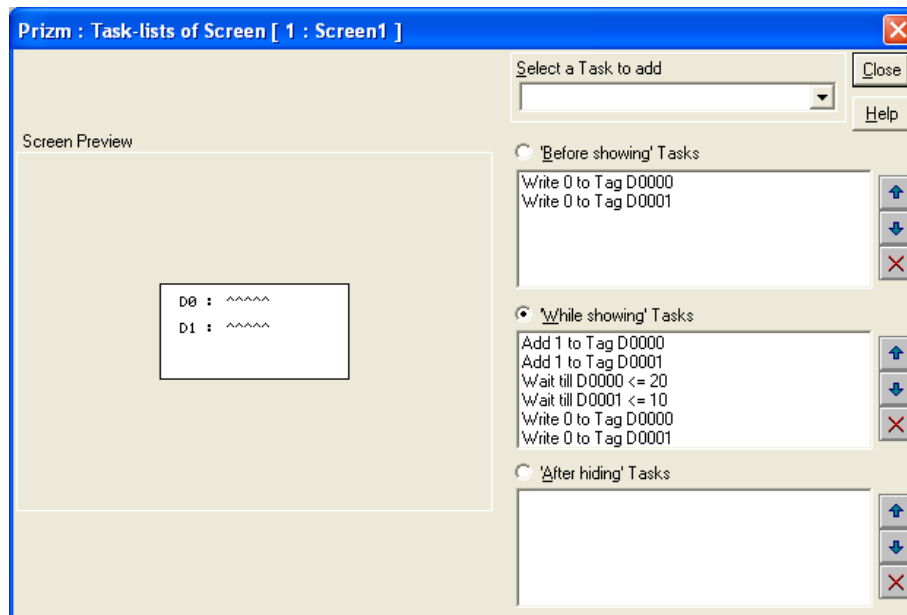 Prizm : Task-lists of Screen [ 1 : Screen1 ]
Select a Task to add
Close
Help
Screen Preview
'Before showing' Tasks
Write 0 to Tag D0000
Write 0 to Tag D0001
D0 : ^^^^^
D1 : ^^^^^
'While showing' Tasks
Add 1 to Tag D0000
Add 1 to Tag D0001
Wait till D0000 <= 20
Wait till D0001 <= 10
Write 0 to Tag D0000
Write 0 to Tag D0001
'After hiding' Tasks